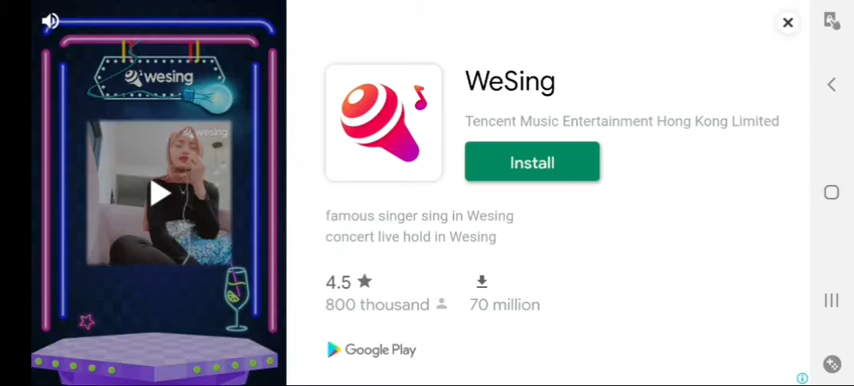 wesing
wesing
WeSing
Tencent Music Entertainment Hong Kong Limited
Install
famous singer sing in Wesing
concert live hold in Wesing
4.5
800 thousand
70 million
Google Play